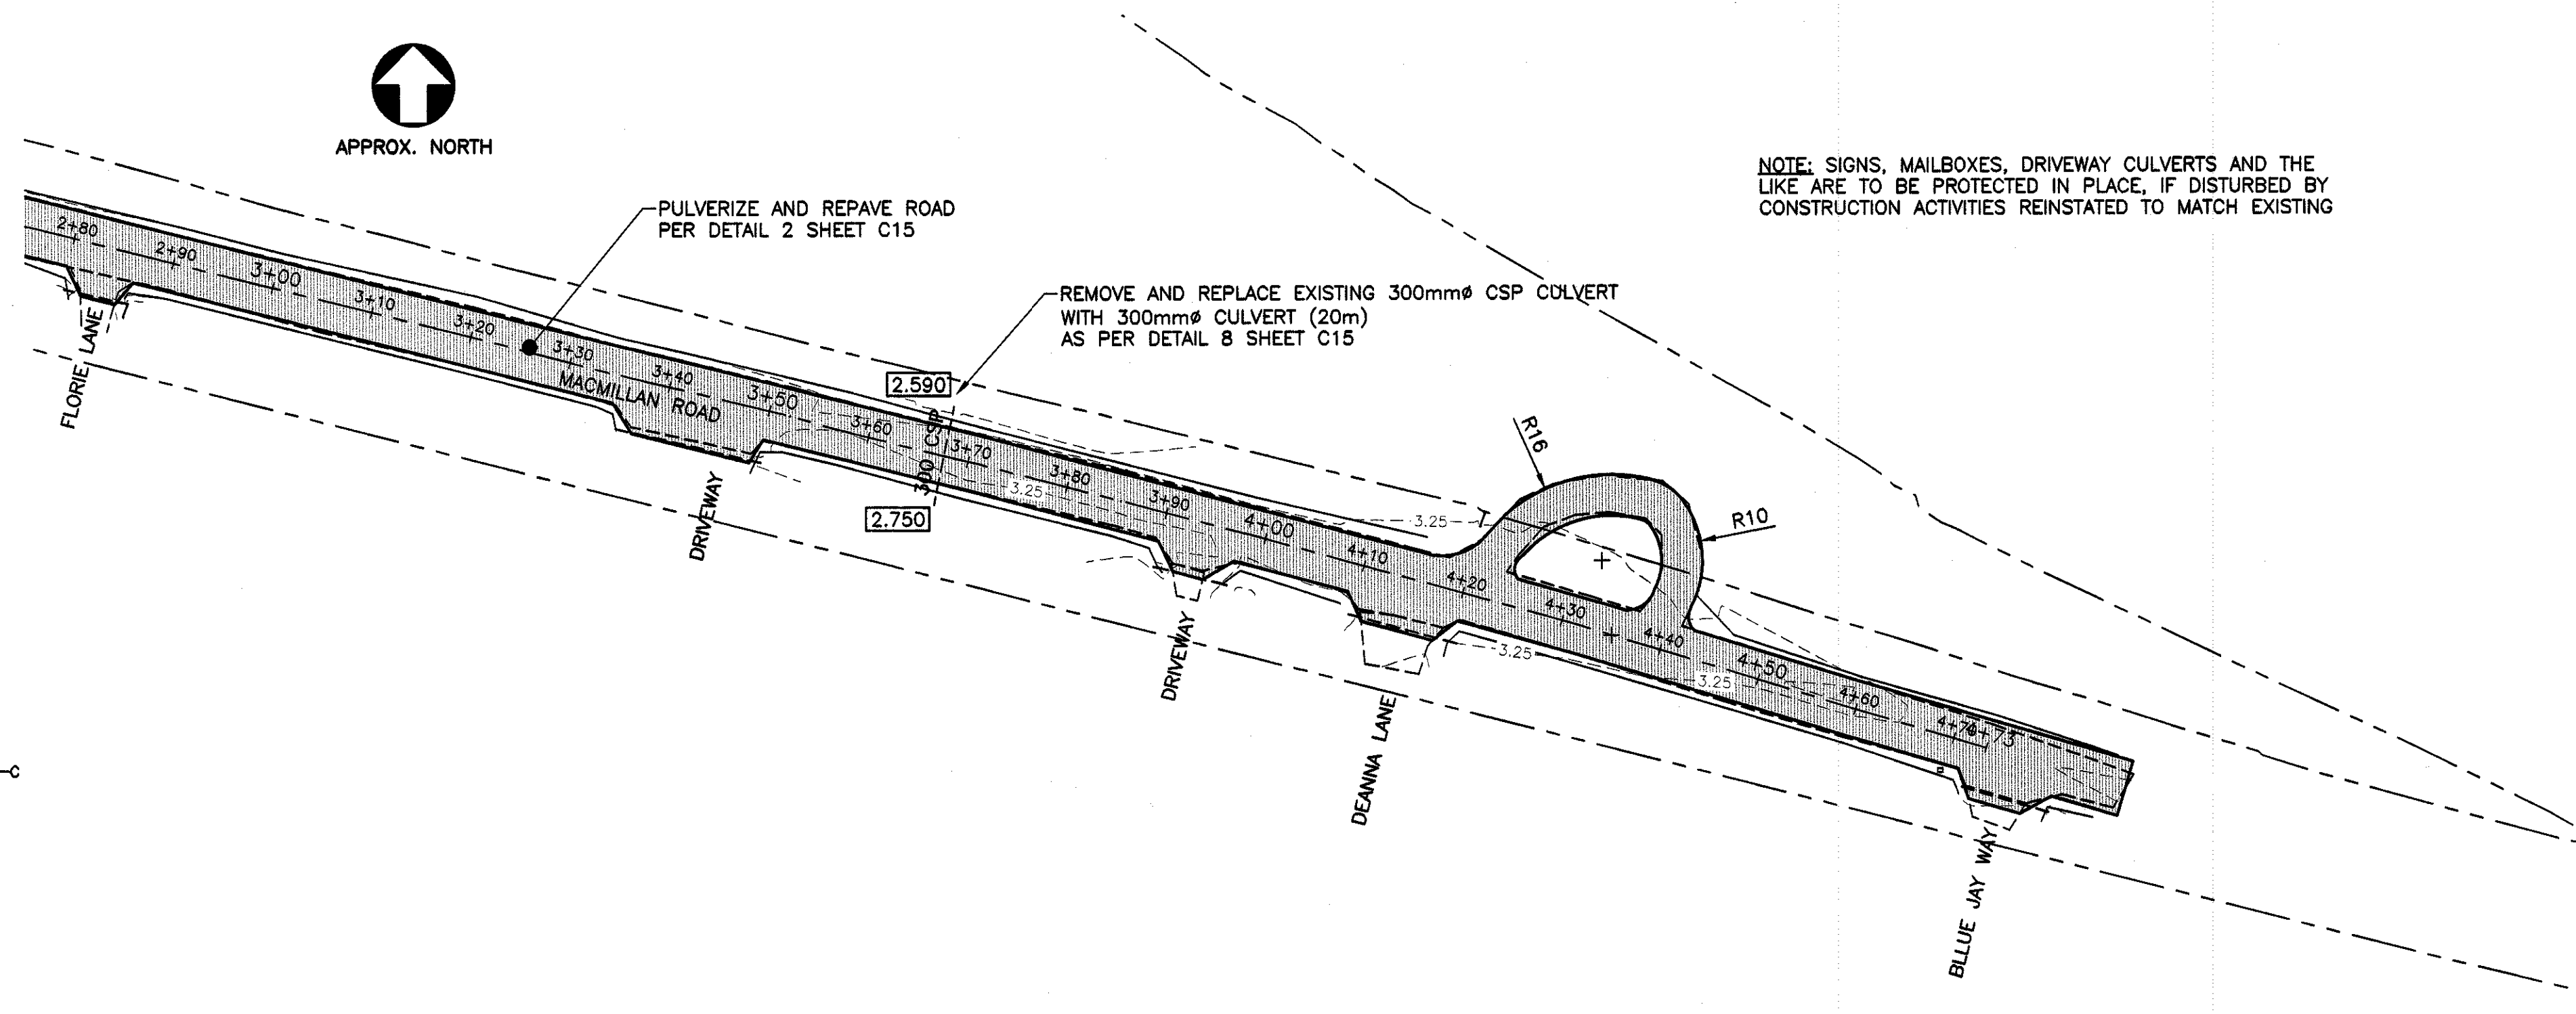 APPROX. NORTH
NOTE: SIGNS, MAILBOXES, DRIVEWAY CULVERTS AND THE
LIKE ARE TO BE PROTECTED IN PLACE, IF DISTURBED BY
CONSTRUCTION ACTIVITIES REINSTATED TO MATCH EXISTING
PULVERIZE AND REPAVE ROAD
PER DETAIL 2 SHEET C15
REMOVE AND REPLACE EXISTING 300mmø CSP CULVERT
WITH 300mmø CULVERT (20m)
AS PER DETAIL 8 SHEET C15
2+80
2+90
3+00
3+10
3+20
3+30
3+40
3+50
3+60
3+70
3+80
3+90
4+00
4+10
4+20
4+30
4+40
4+50
4+60
4+70
4+73
MACMILLAN ROAD
2.590
300 CSP
2.750
3.25
3.25
3.25
3.25
R16
R10
FLORIE LANE
DRIVEWAY
DRIVEWAY
DEANNA LANE
BLLUE JAY WAY
C